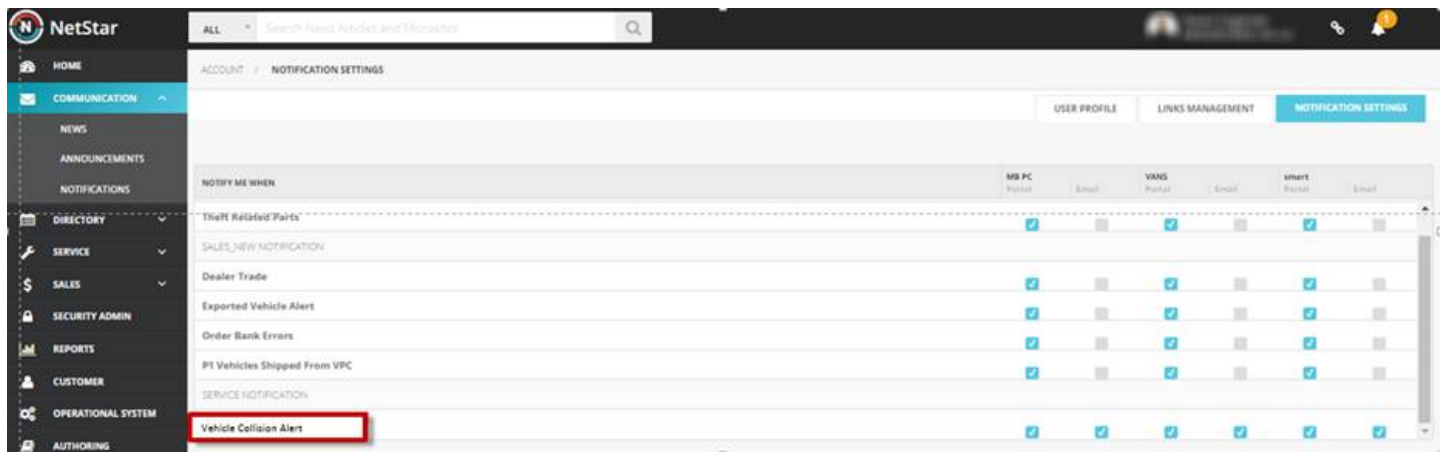 N NetStar ALL Search News Articles and Microsites 1
HOME
ACCOUNT / NOTIFICATION SETTINGS
COMMUNICATION
USER PROFILE LINKS MANAGEMENT NOTIFICATION SETTINGS
NEWS
ANNOUNCEMENTS
NOTIFICATIONS
NOTIFY ME WHEN MB PC VANS smart
Portal Email Portal Email Portal Email
DIRECTORY
Theft Related Parts
SERVICE
SALES_NEW NOTIFICATION
SALES
Dealer Trade
SECURITY ADMIN
Exported Vehicle Alert
REPORTS
Order Bank Errors
P1 Vehicles Shipped From VPC
CUSTOMER
SERVICE NOTIFICATION
OPERATIONAL SYSTEM
Vehicle Collision Alert
AUTHORING